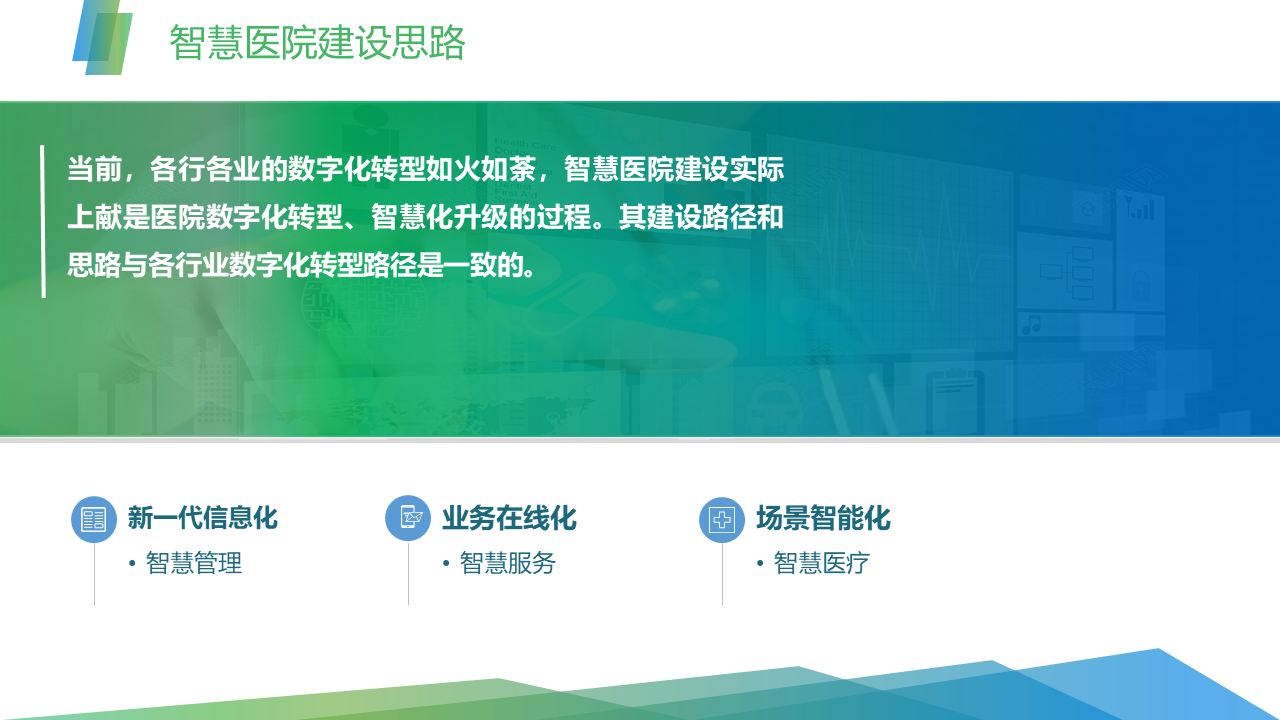 智慧医院建设思路
当前，各行各业的数字化转型如火如荼，智慧医院建设实际
上献是医院数字化转型、智慧化升级的过程。其建设路径和
思路与各行业数字化转型路径是一致的。
Health Care
Doctor
First Aid
新一代信息化
• 智慧管理
业务在线化
• 智慧服务
场景智能化
• 智慧医疗